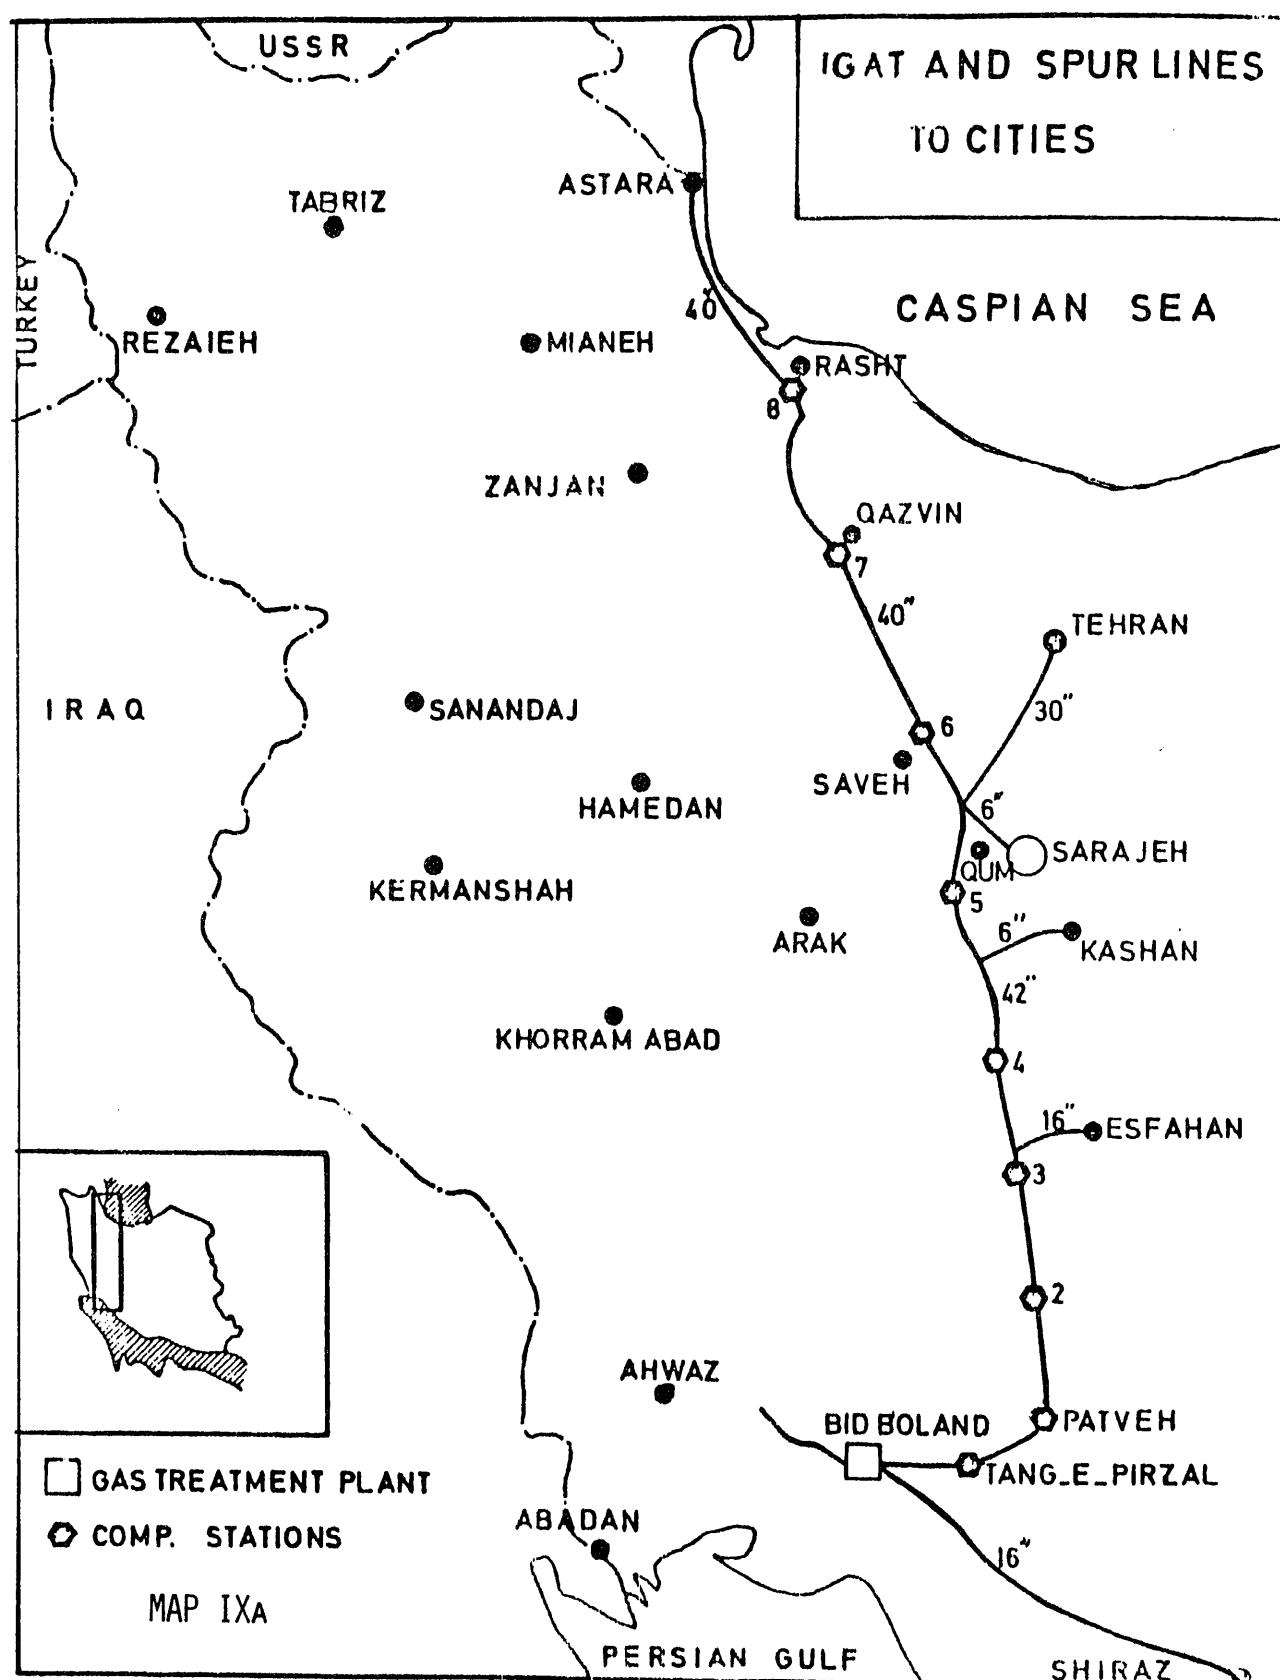 USSR
IGAT AND SPUR LINES
TO CITIES
ASTARA
TABRIZ
TURKEY
40"
CASPIAN SEA
REZAIEH
MIANEH
RASHT
8
ZANJAN
QAZVIN
7
40"
TEHRAN
IRAQ
SANANDAJ
30"
6
SAVEH
HAMEDAN
6"
SARAJEH
QUM
KERMANSHAH
5
ARAK
6"
KASHAN
42"
KHORRAM ABAD
4
16"
ESFAHAN
3
2
AHWAZ
BID BOLAND
PATVEH
TANG_E_PIRZAL
GAS TREATMENT PLANT
COMP. STATIONS
ABADAN
16"
MAP IXA
PERSIAN GULF
SHIRAZ